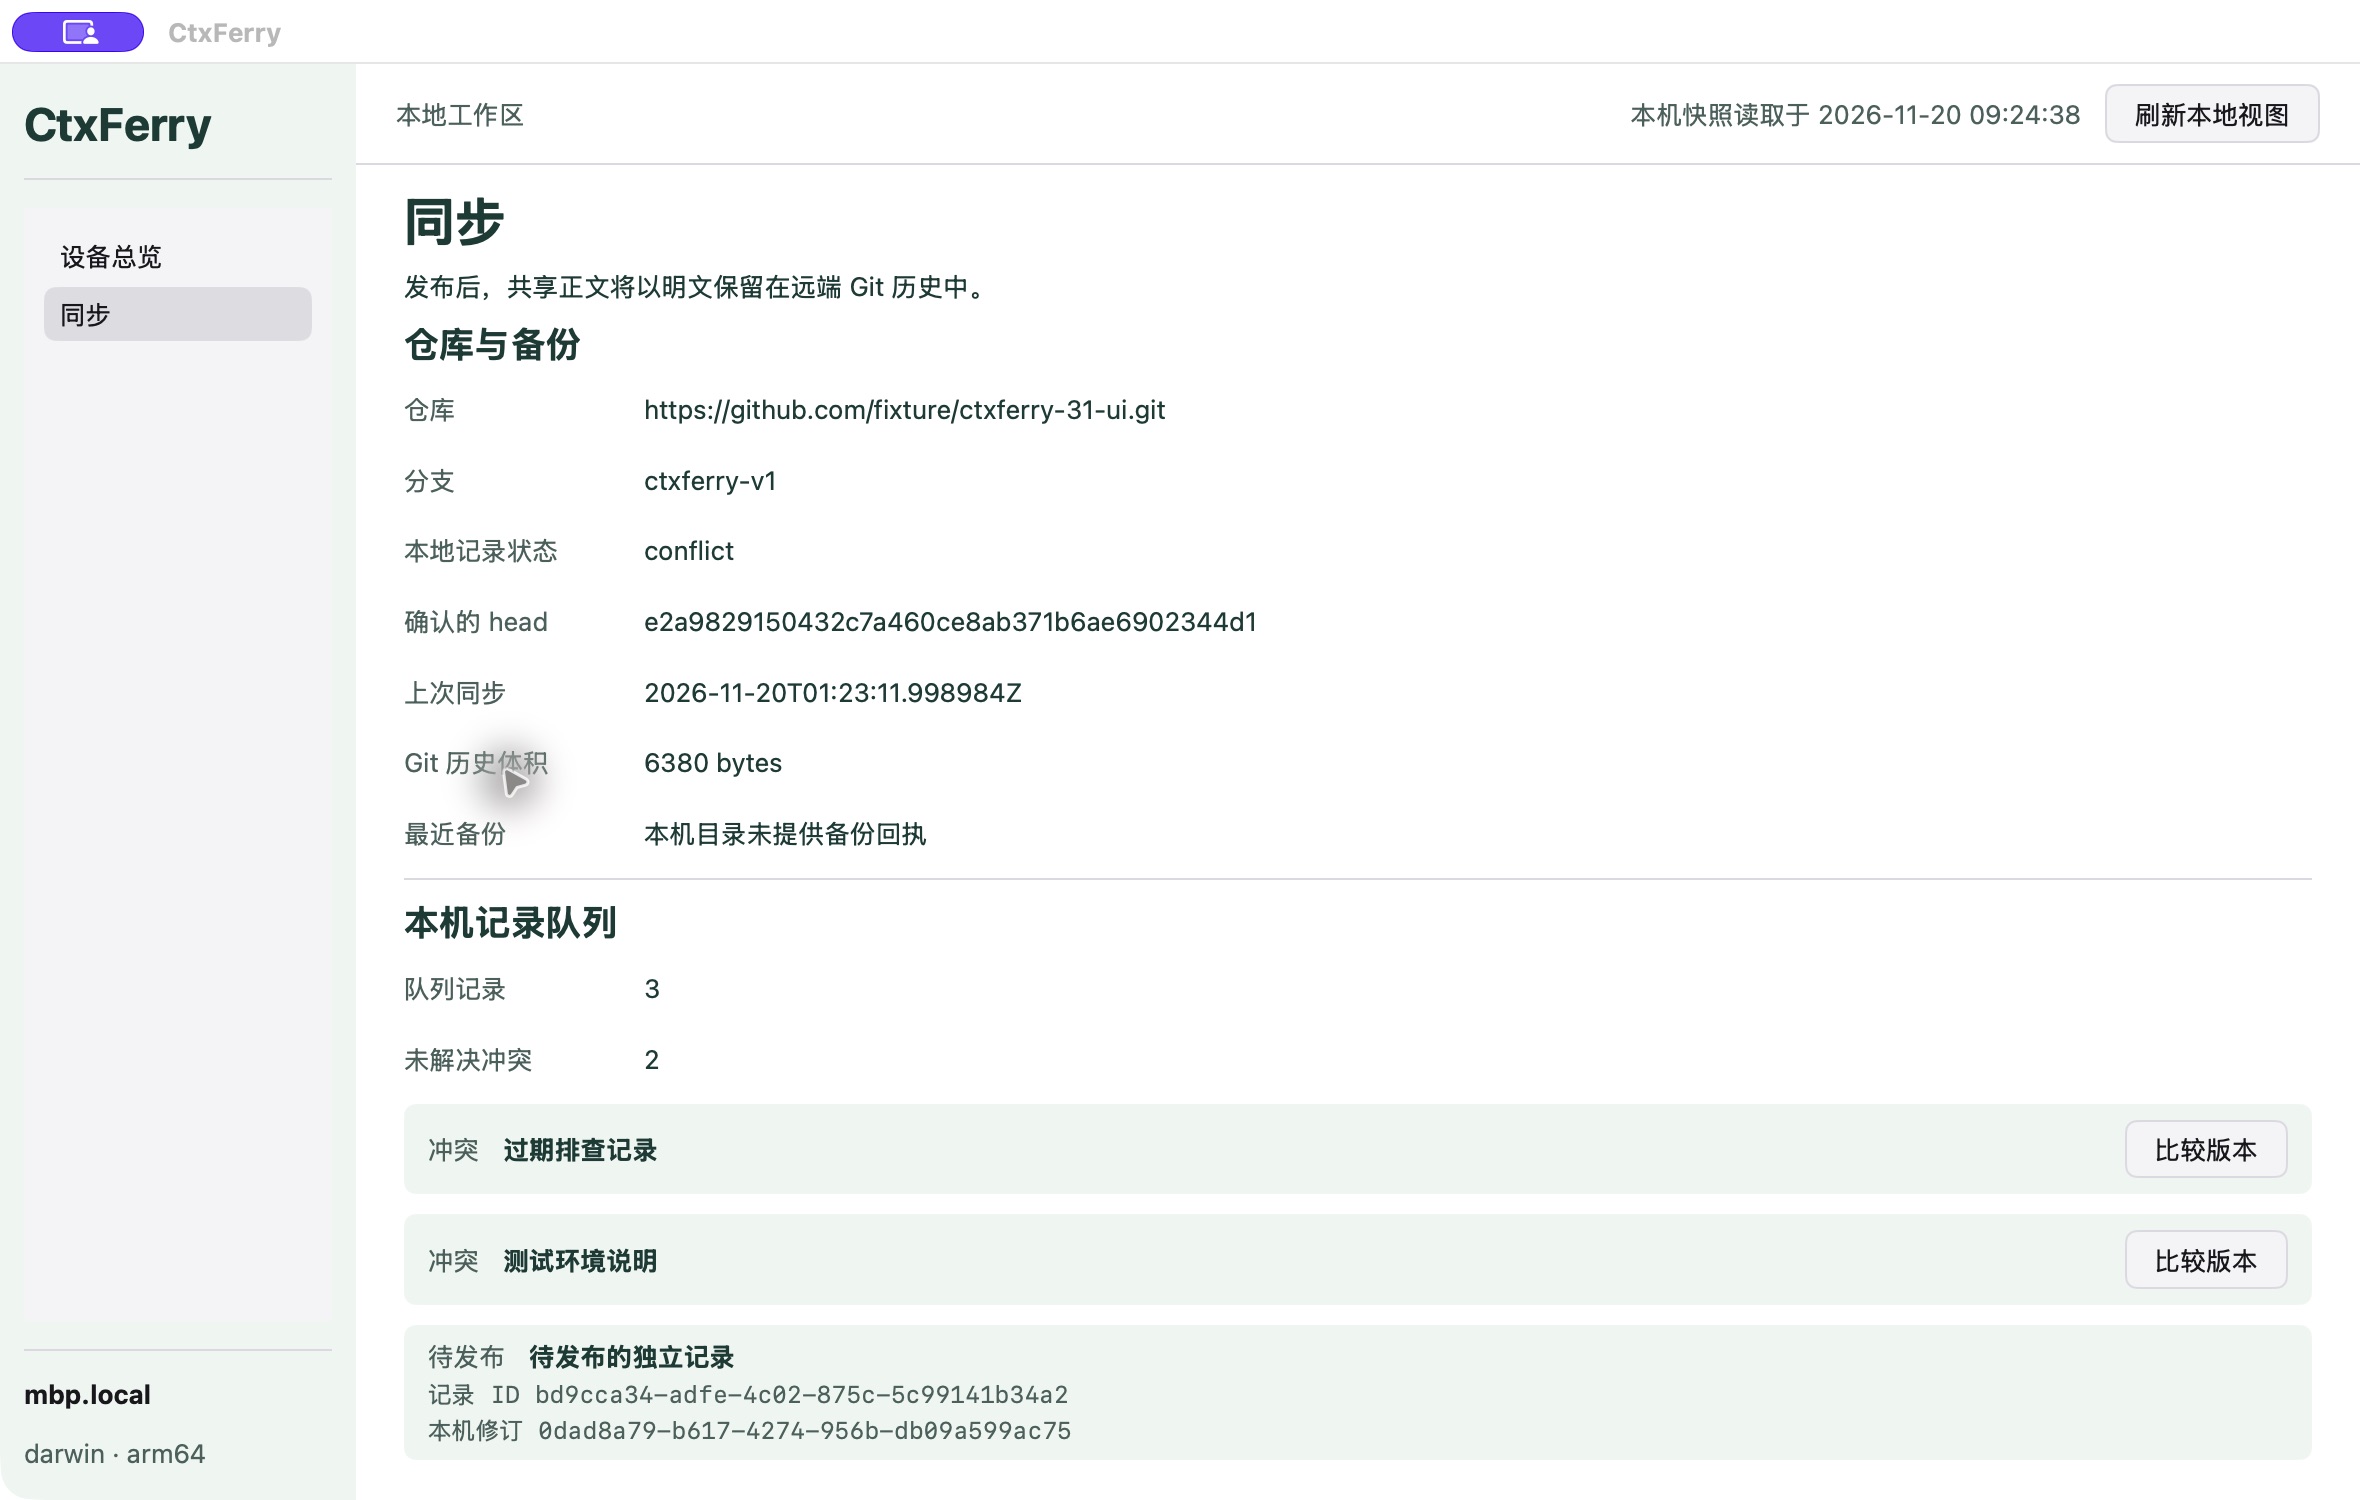 CtxFerry
CtxFerry
设备总览
同步
mbp.local
darwin · arm64
本地工作区
本机快照读取于 2026-11-20 09:24:38
刷新本地视图
同步
发布后，共享正文将以明文保留在远端 Git 历史中。
仓库与备份
仓库 https://github.com/fixture/ctxferry-31-ui.git
分支 ctxferry-v1
本地记录状态 conflict
确认的 head e2a9829150432c7a460ce8ab371b6ae6902344d1
上次同步 2026-11-20T01:23:11.998984Z
Git 历史体积 6380 bytes
最近备份 本机目录未提供备份回执
本机记录队列
队列记录 3
未解决冲突 2
冲突 过期排查记录 比较版本
冲突 测试环境说明 比较版本
待发布 待发布的独立记录
记录 ID bd9cca34-adfe-4c02-875c-5c99141b34a2
本机修订 0dad8a79-b617-4274-956b-db09a599ac75